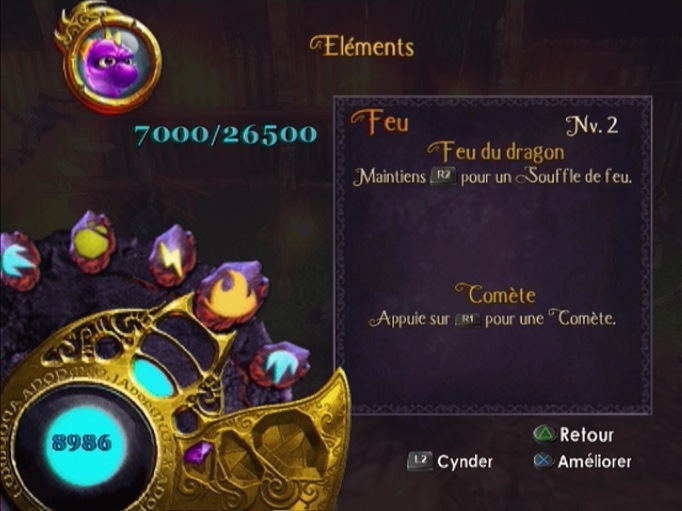 Eléments
7000/26500
Feu Nv. 2
Feu du dragon
Maintiens R2 pour un Souffle de feu.
Comète
Appuie sur R1 pour une Comète.
8986
Retour
L2 Cynder Améliorer